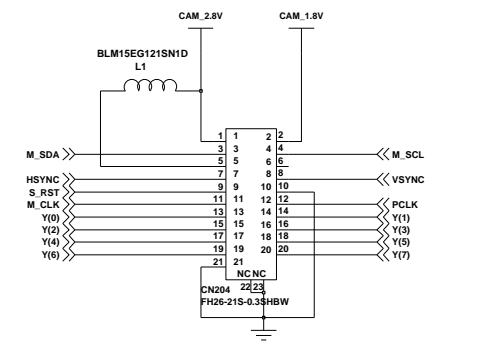 CAM_2.8V CAM_1.8V
BLM15EG121SN1D
L1
1 1 2 2
M_SDA 3 3 4 4 M_SCL
5 5 6 6
HSYNC 7 7 8 8 VSYNC
S_RST 9 9 10 10
M_CLK 11 11 12 12 PCLK
Y(0) 13 13 14 14 Y(1)
Y(2) 15 15 16 16 Y(3)
Y(4) 17 17 18 18 Y(5)
Y(6) 19 19 20 20 Y(7)
21 21
NC NC
22 23
CN204
FH26-21S-0.3SHBW